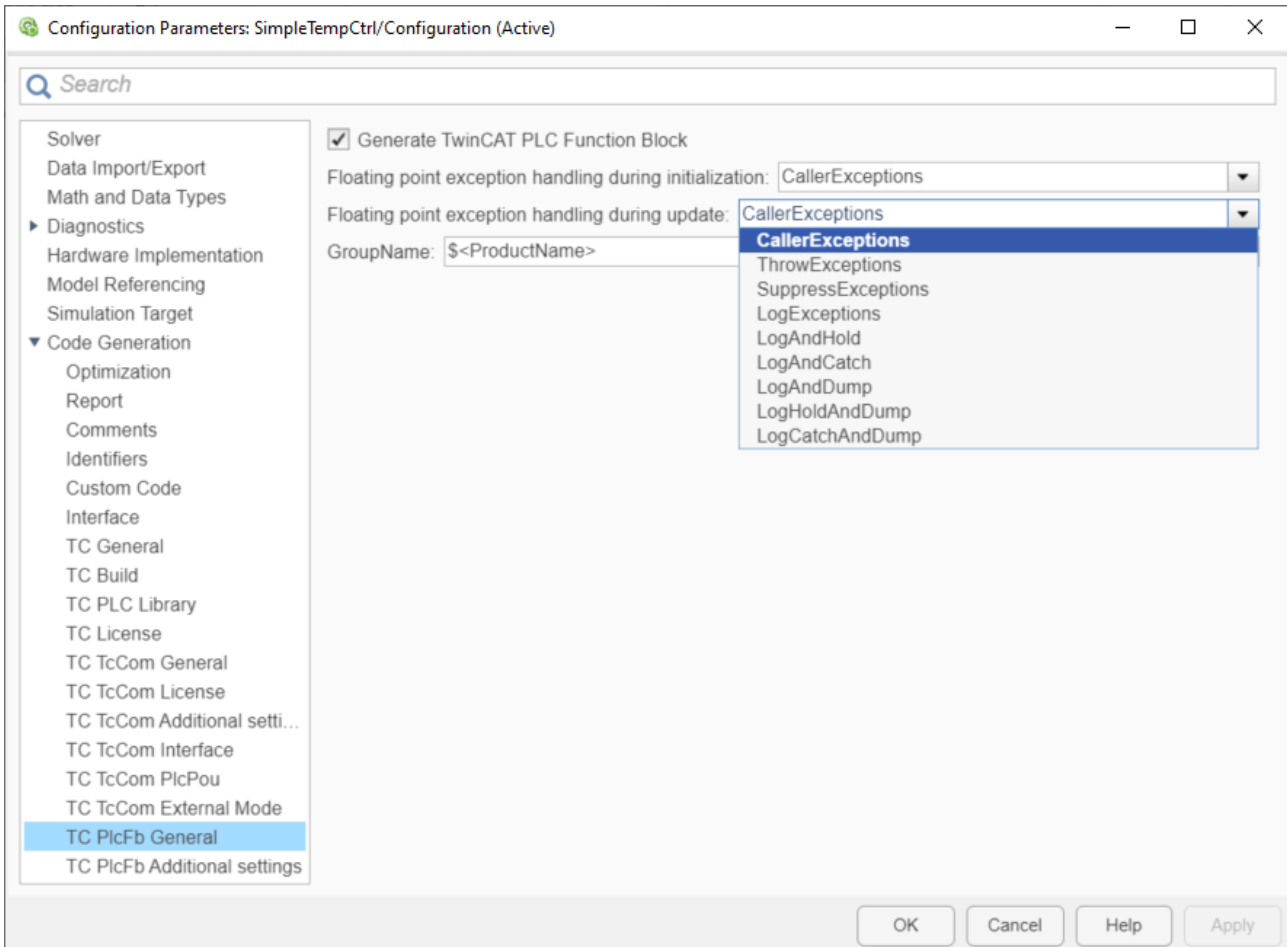 Configuration Parameters: SimpleTempCtrl/Configuration (Active)
Search
Solver
Data Import/Export
Math and Data Types
Diagnostics
Hardware Implementation
Model Referencing
Simulation Target
Code Generation
Optimization
Report
Comments
Identifiers
Custom Code
Interface
TC General
TC Build
TC PLC Library
TC License
TC TcCom General
TC TcCom License
TC TcCom Additional setti...
TC TcCom Interface
TC TcCom PlcPou
TC TcCom External Mode
TC PlcFb General
TC PlcFb Additional settings
Generate TwinCAT PLC Function Block
Floating point exception handling during initialization: CallerExceptions
Floating point exception handling during update: CallerExceptions
GroupName: $<ProductName>
CallerExceptions
ThrowExceptions
SuppressExceptions
LogExceptions
LogAndHold
LogAndCatch
LogAndDump
LogHoldAndDump
LogCatchAndDump
OK Cancel Help Apply